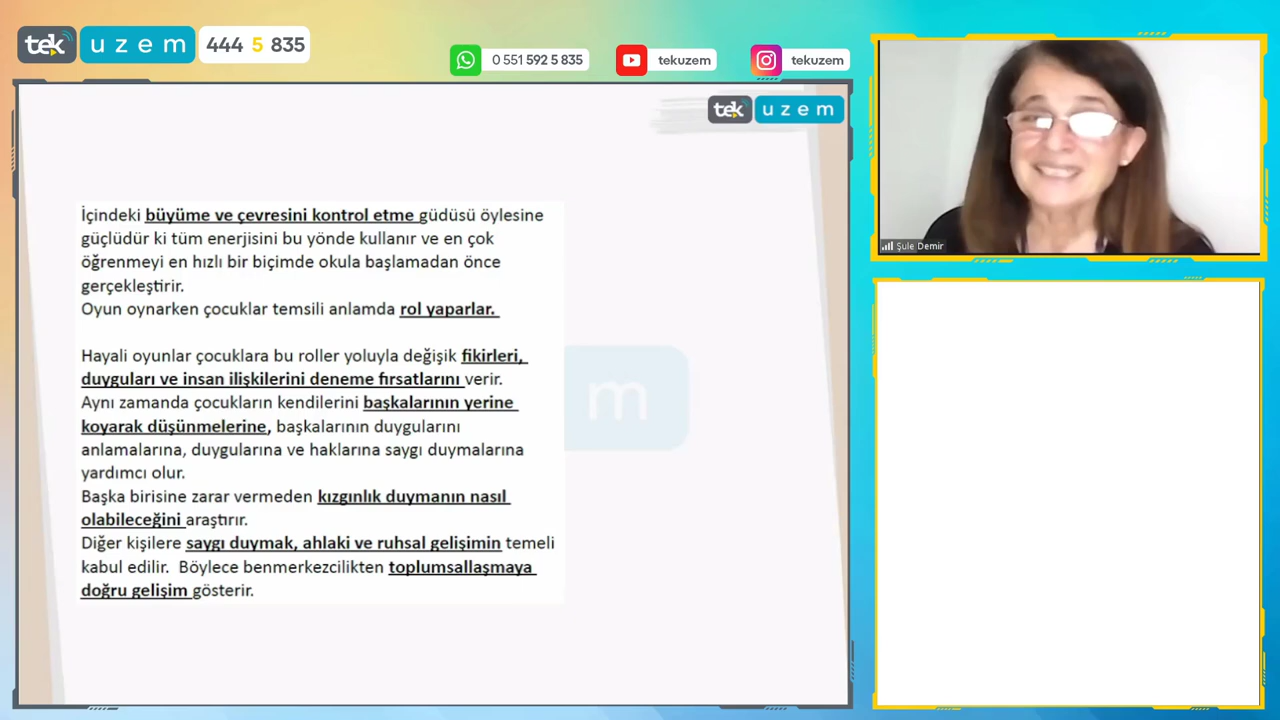 tek uzem 444 5 835
0 551 592 5 835
tekuzem
tekuzem
tek uzem
İçindeki büyüme ve çevresini kontrol etme güdüsü öylesine
güçlüdür ki tüm enerjisini bu yönde kullanır ve en çok
öğrenmeyi en hızlı bir biçimde okula başlamadan önce
gerçekleştirir.
Oyun oynarken çocuklar temsili anlamda rol yaparlar.
Hayali oyunlar çocuklara bu roller yoluyla değişik fikirleri,
duyguları ve insan ilişkilerini deneme fırsatlarını verir.
Aynı zamanda çocukların kendilerini başkalarının yerine
koyarak düşünmelerine, başkalarının duygularını
anlamalarına, duygularına ve haklarına saygı duymalarına
yardımcı olur.
Başka birisine zarar vermeden kızgınlık duymanın nasıl
olabileceğini araştırır.
Diğer kişilere saygı duymak, ahlaki ve ruhsal gelişimin temeli
kabul edilir. Böylece benmerkezcilikten toplumsallaşmaya
doğru gelişim gösterir.
m
Şule Demir